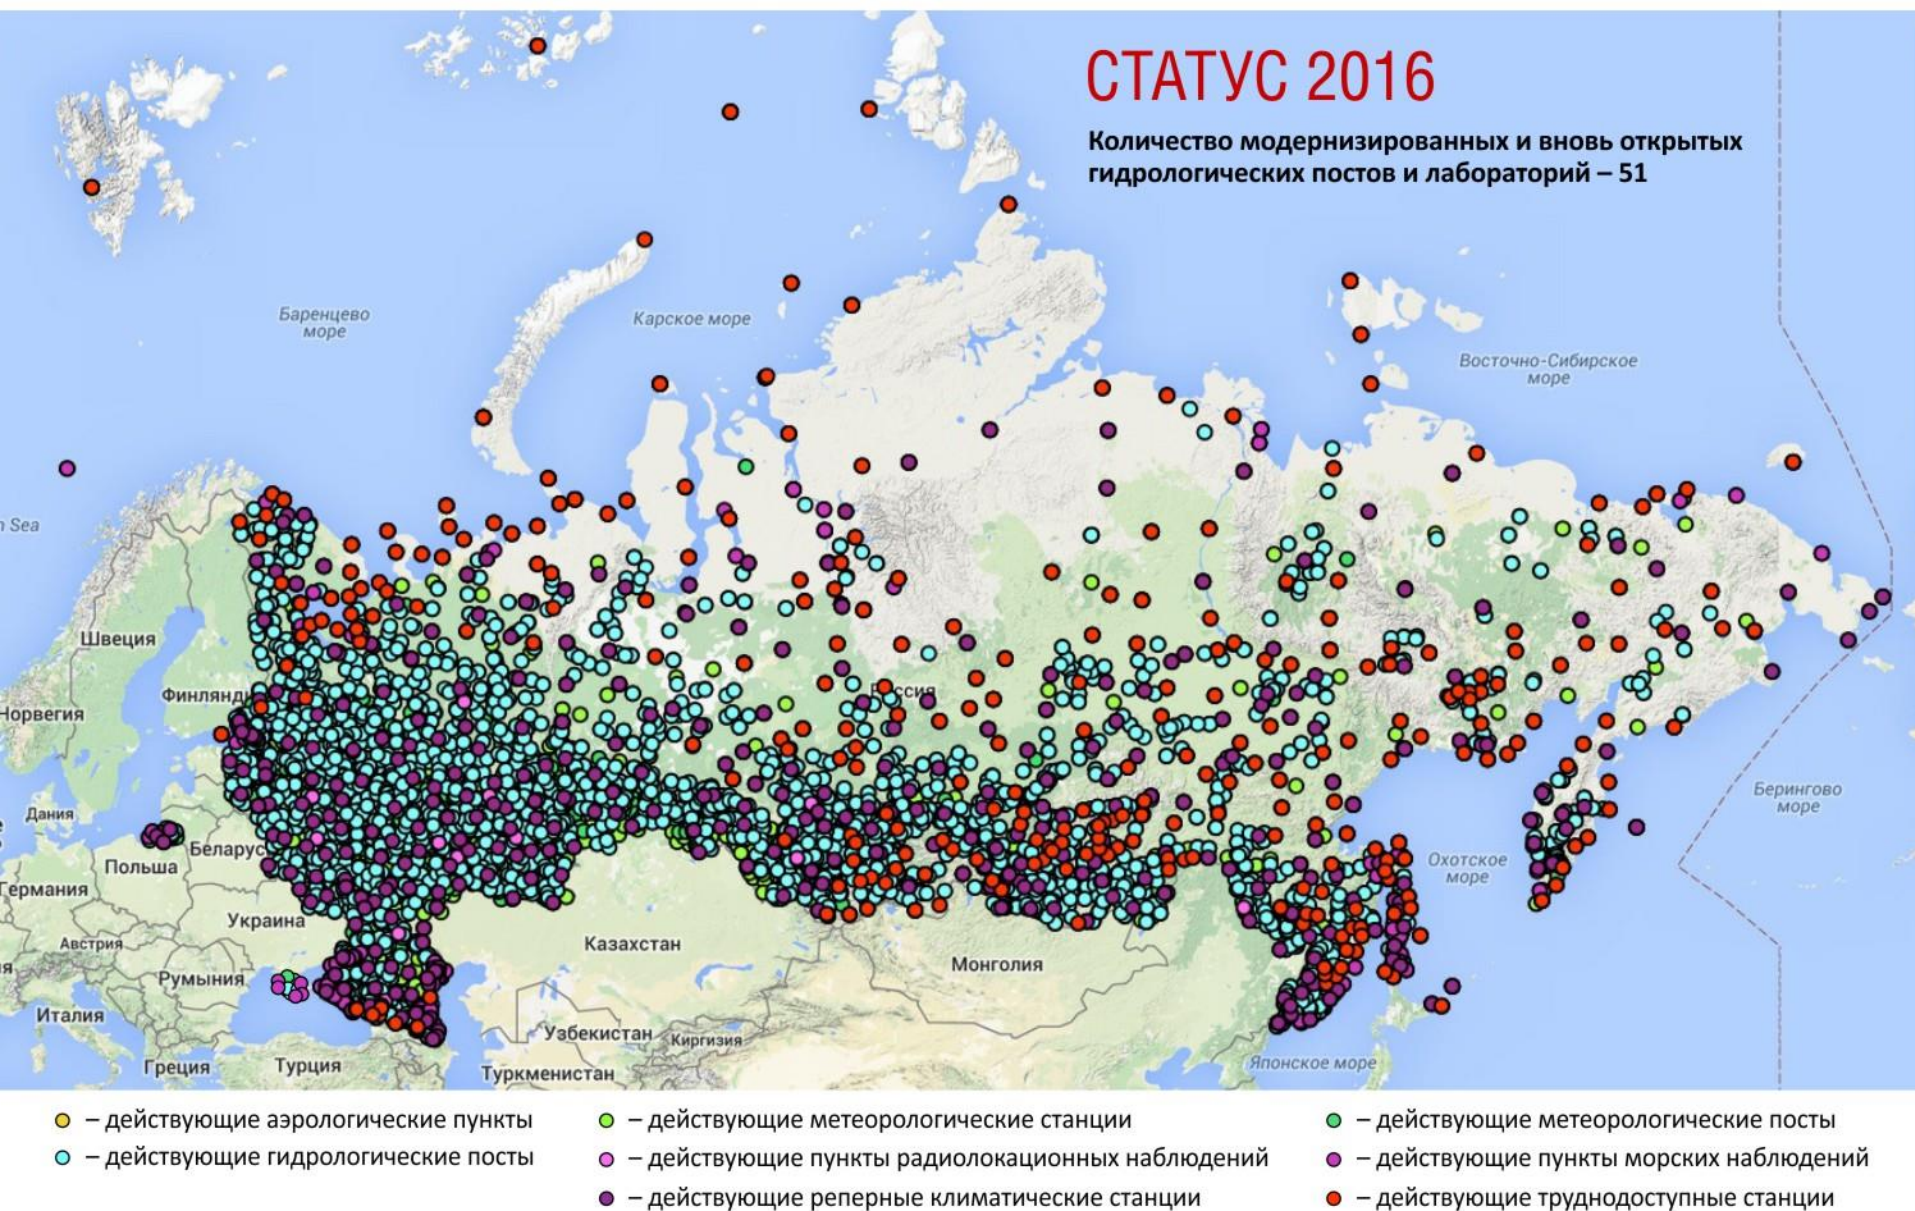 СТАТУС 2016
Количество модернизированных и вновь открытых
гидрологических постов и лабораторий – 51
Баренцево
море
Карское море
Восточно-Сибирское
море
Sea
Швеция
Финлянд
Норвегия
Россия
Дания
Беларус
Польша
Германия
Украина
Австрия
Румыния
Италия
Греция
Турция
Казахстан
Узбекистан
Киргизия
Туркменистан
Монголия
Охотское
море
Берингово
море
Японское море
– действующие аэрологические пункты
– действующие метеорологические станции
– действующие метеорологические посты
– действующие гидрологические посты
– действующие пункты радиолокационных наблюдений
– действующие пункты морских наблюдений
– действующие реперные климатические станции
– действующие труднодоступные станции